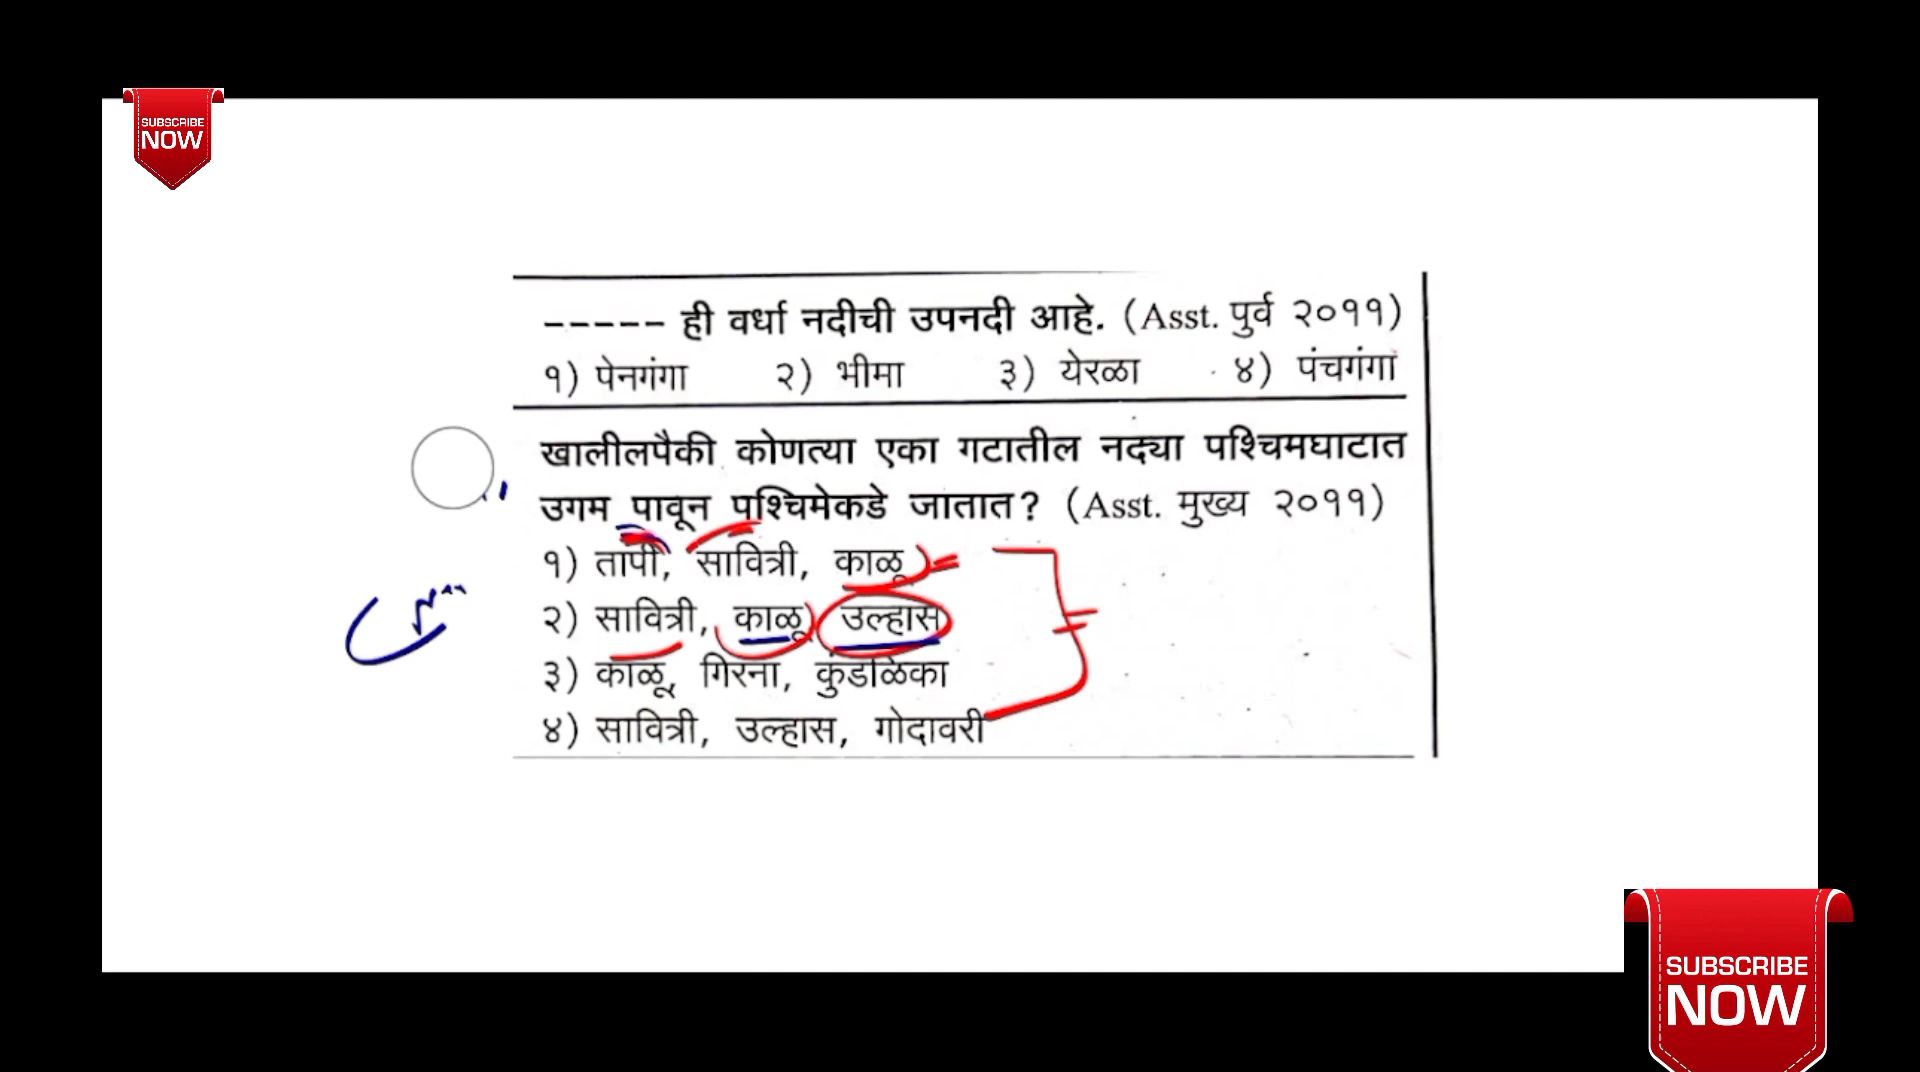 SUBSCRIBE
NOW
----- ही वर्धा नदीची उपनदी आहे. (Asst. पुर्व २०११)
१) पेनगंगा २) भीमा ३) येरळा ४) पंचगंगा
खालीलपैकी कोणत्या एका गटातील नद्या पश्चिमघाटात
उगम पावून पश्चिमेकडे जातात? (Asst. मुख्य २०११)
१) तापी, सावित्री, काळू
२) सावित्री, काळू उल्हास
३) काळू, गिरना, कुंडळिका
४) सावित्री, उल्हास, गोदावरी
SUBSCRIBE
NOW